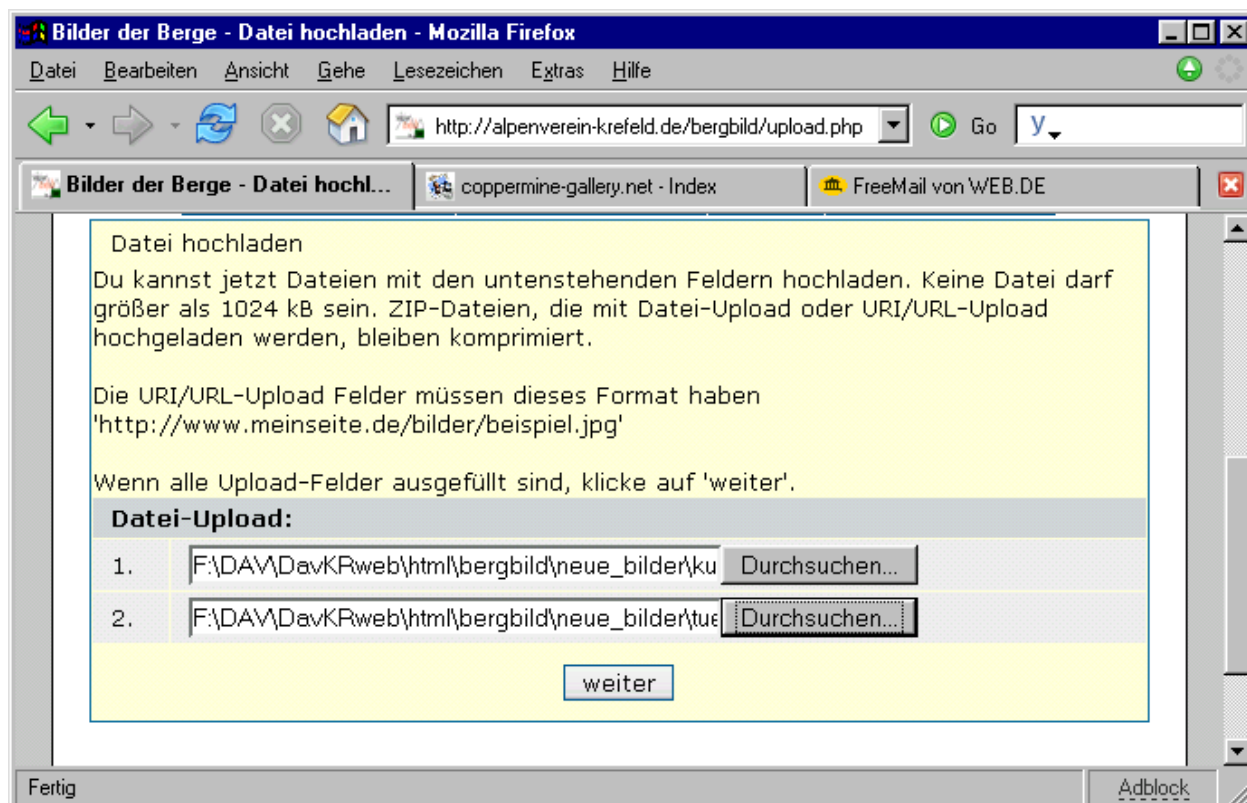 Bilder der Berge - Datei hochladen - Mozilla Firefox
Datei Bearbeiten Ansicht Gehe Lesezeichen Extras Hilfe
http://alpenverein-krefeld.de/bergbild/upload.php Go
Bilder der Berge - Datei hochl... coppermine-gallery.net - Index FreeMail von WEB.DE
Datei hochladen
Du kannst jetzt Dateien mit den untenstehenden Feldern hochladen. Keine Datei darf
größer als 1024 kB sein. ZIP-Dateien, die mit Datei-Upload oder URI/URL-Upload
hochgeladen werden, bleiben komprimiert.
Die URI/URL-Upload Felder müssen dieses Format haben
'http://www.meinseite.de/bilder/beispiel.jpg'
Wenn alle Upload-Felder ausgefüllt sind, klicke auf 'weiter'.
Datei-Upload:
1. F:\DAV\DavKRweb\html\bergbild\neue_bilder\ku Durchsuchen...
2. F:\DAV\DavKRweb\html\bergbild\neue_bilder\tue Durchsuchen...
weiter
Fertig Adblock